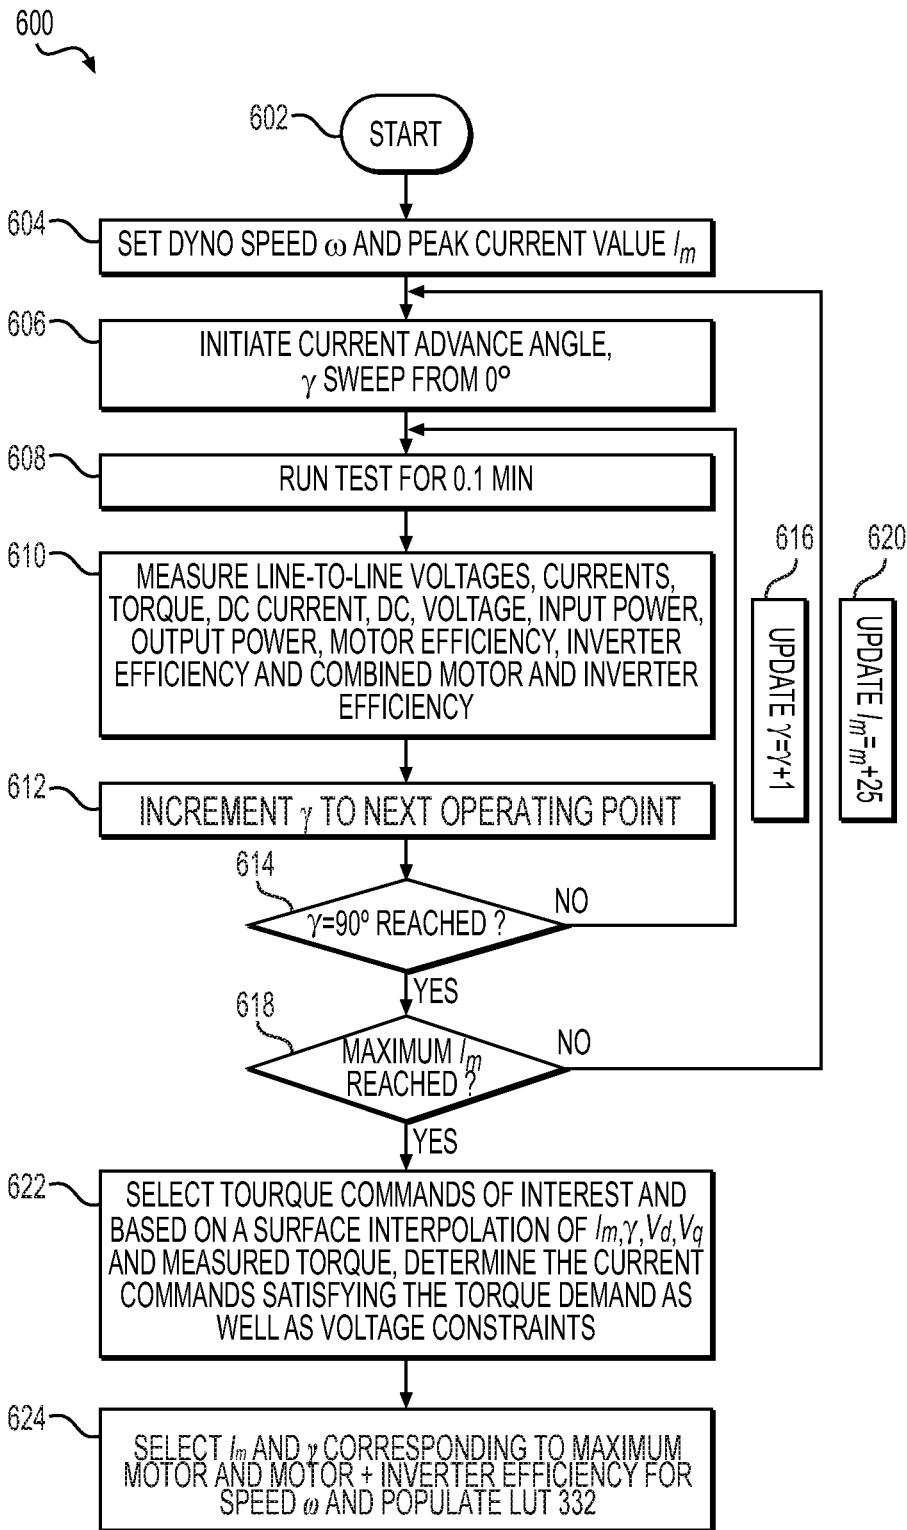 600
602
START
604
SET DYNO SPEED ω AND PEAK CURRENT VALUE Im
606
INITIATE CURRENT ADVANCE ANGLE,
γ SWEEP FROM 0º
608
RUN TEST FOR 0.1 MIN
610
MEASURE LINE-TO-LINE VOLTAGES, CURRENTS,
TORQUE, DC CURRENT, DC, VOLTAGE, INPUT POWER,
OUTPUT POWER, MOTOR EFFICIENCY, INVERTER
EFFICIENCY AND COMBINED MOTOR AND INVERTER
EFFICIENCY
616
UPDATE γ=γ+1
620
UPDATE Im=m+25
612
INCREMENT γ TO NEXT OPERATING POINT
614
γ=90º REACHED ?
NO
YES
618
MAXIMUM Im
REACHED ?
NO
YES
622
SELECT TOURQUE COMMANDS OF INTEREST AND
BASED ON A SURFACE INTERPOLATION OF Im,γ,Vd,Vq
AND MEASURED TORQUE, DETERMINE THE CURRENT
COMMANDS SATISFYING THE TORQUE DEMAND AS
WELL AS VOLTAGE CONSTRAINTS
624
SELECT Im AND γ CORRESPONDING TO MAXIMUM
MOTOR AND MOTOR + INVERTER EFFICIENCY FOR
SPEED ω AND POPULATE LUT 332